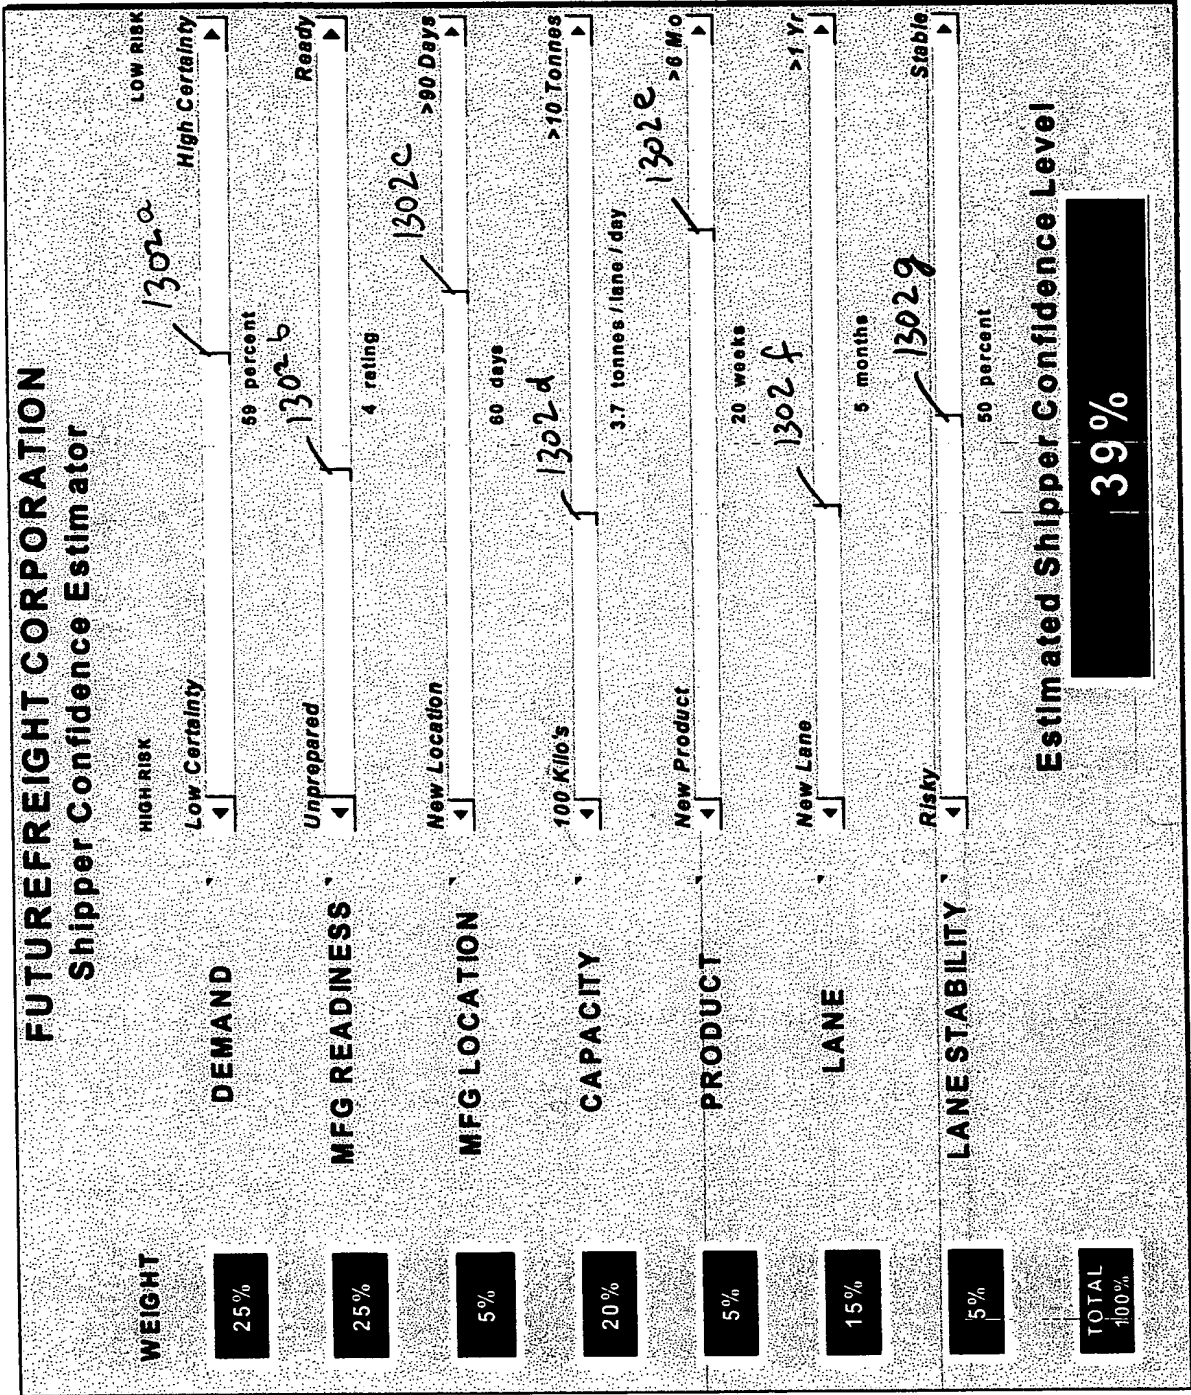 FUTUREFREIGHT CORPORATION
Shipper Confidence Estimator
WEIGHT
HIGH RISK
LOW RISK
25%
DEMAND
Low Certainty
High Certainty
1302a
59 percent
25%
MFG READINESS
Unprepared
Ready
1302b
4 rating
5%
MFG LOCATION
New Location
>90 Days
1302c
60 days
20%
CAPACITY
100 Kilo's
>10 Tonnes
1302d
3.7 tonnes / lane / day
5%
PRODUCT
New Product
>6 Mo
1302e
20 weeks
15%
LANE
New Lane
>1 Yr
1302f
5 months
5%
LANE STABILITY
Risky
Stable
1302g
50 percent
TOTAL
100%
Estimated Shipper Confidence Level
39%